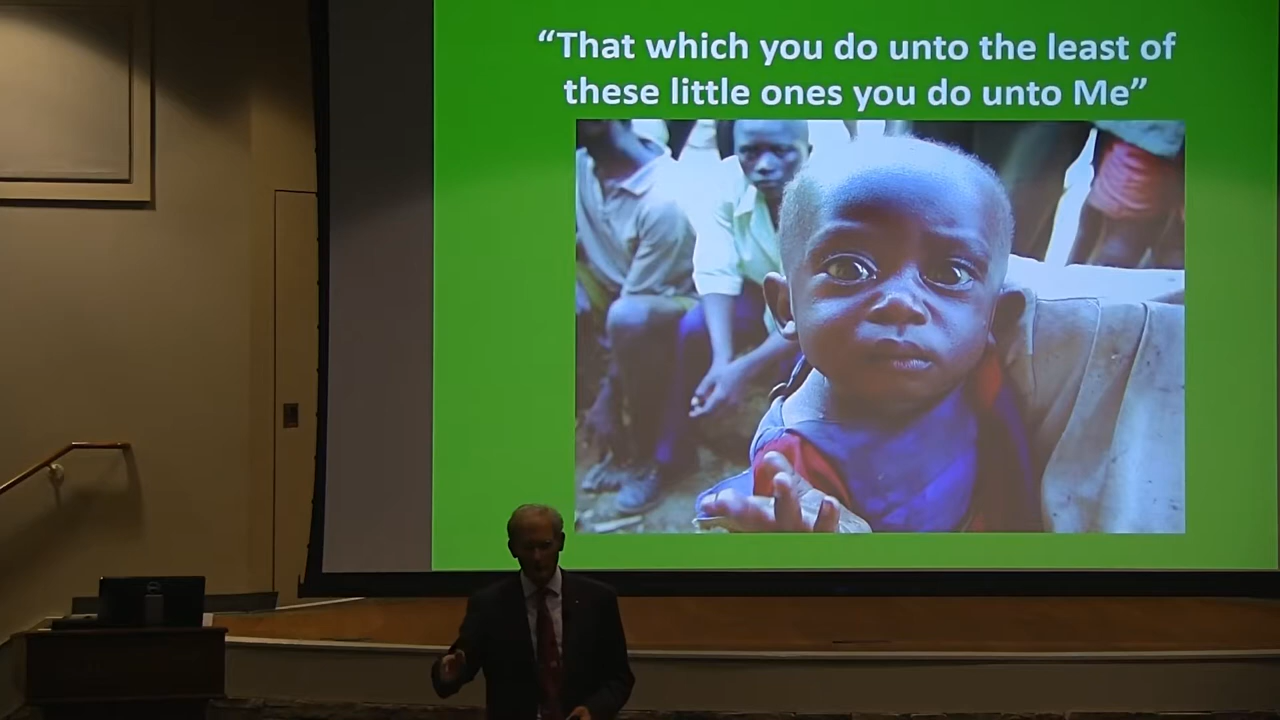 “That which you do unto the least of
these little ones you do unto Me”